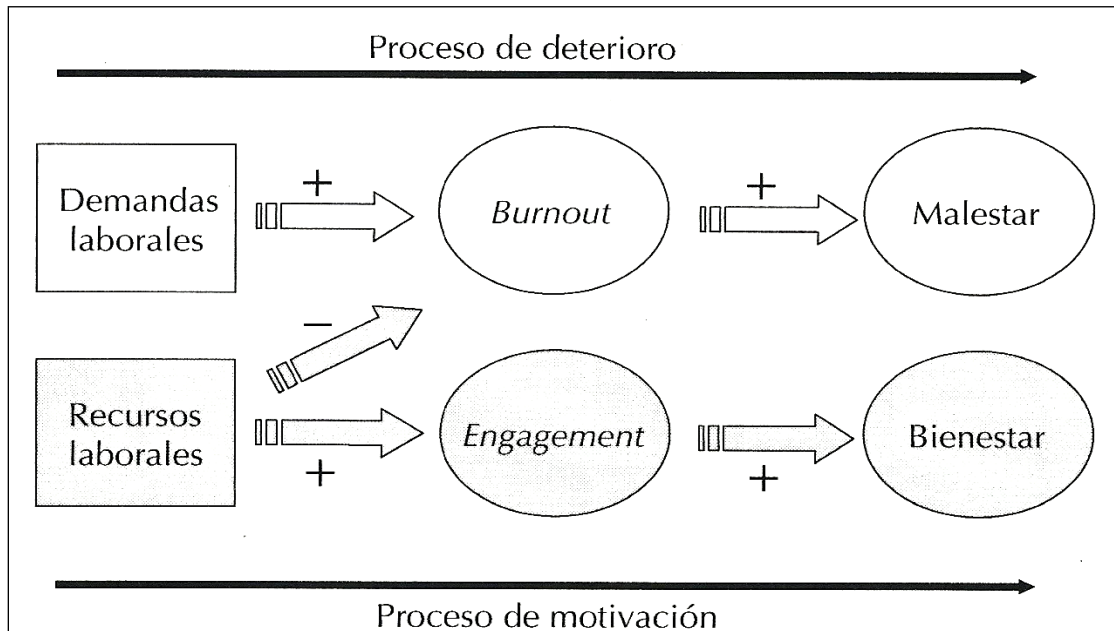 Proceso de deterioro
Demandas
laborales
+
Burnout
+
Malestar
−
Recursos
laborales
+
Engagement
+
Bienestar
Proceso de motivación